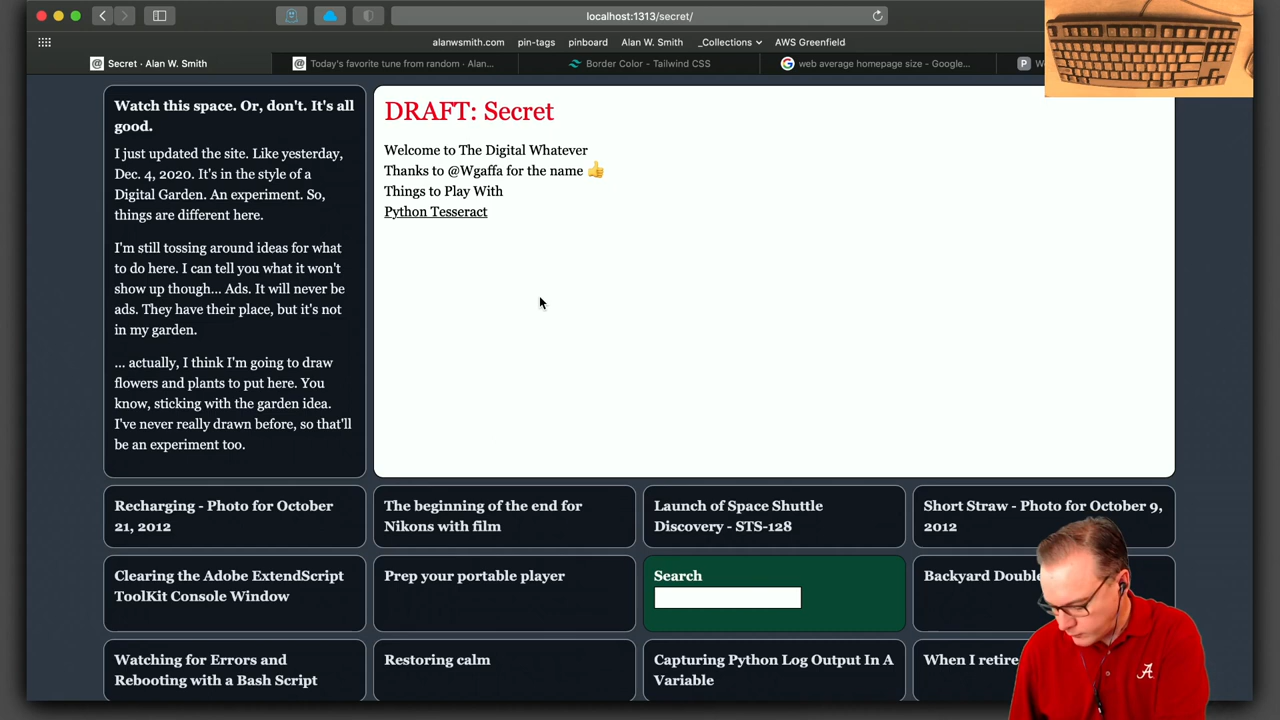 localhost:1313/secret/
alanwsmith.com pin-tags pinboard Alan W. Smith _Collections AWS Greenfield
@ Secret · Alan W. Smith
@ Today's favorite tune from random · Alan...
Border Color - Tailwind CSS
web average homepage size - Google...
P
Watch this space. Or, don't. It's all
good.
I just updated the site. Like yesterday,
Dec. 4, 2020. It's in the style of a
Digital Garden. An experiment. So,
things are different here.
I'm still tossing around ideas for what
to do here. I can tell you what it won't
show up though... Ads. It will never be
ads. They have their place, but it's not
in my garden.
... actually, I think I'm going to draw
flowers and plants to put here. You
know, sticking with the garden idea.
I've never really drawn before, so that'll
be an experiment too.
DRAFT: Secret
Welcome to The Digital Whatever
Thanks to @Wgaffa for the name 👍
Things to Play With
Python Tesseract
Recharging - Photo for October
21, 2012
The beginning of the end for
Nikons with film
Launch of Space Shuttle
Discovery - STS-128
Short Straw - Photo for October 9,
2012
Clearing the Adobe ExtendScript
ToolKit Console Window
Prep your portable player
Search
Backyard
Watching for Errors and
Rebooting with a Bash Script
Restoring calm
Capturing Python Log Output In A
Variable
When I retire
A